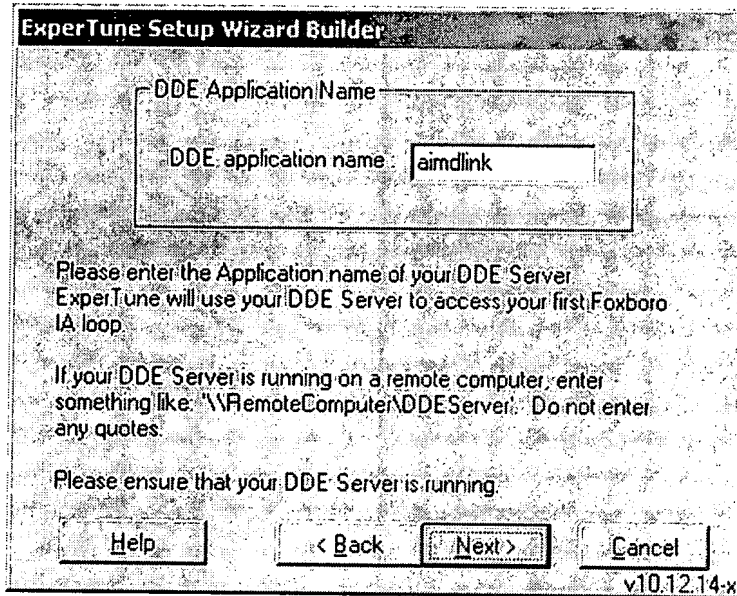 ExperTune Setup Wizard Builder
DDE Application Name
DDE application name : aimdlink
Please enter the Application name of your DDE Server.
ExperTune will use your DDE Server to access your first Foxboro
IA loop.
If your DDE Server is running on a remote computer, enter
something like: '\\RemoteComputer\DDEServer'. Do not enter
any quotes.
Please ensure that your DDE Server is running.
Help
< Back
Next >
Cancel
v10.12.14-x